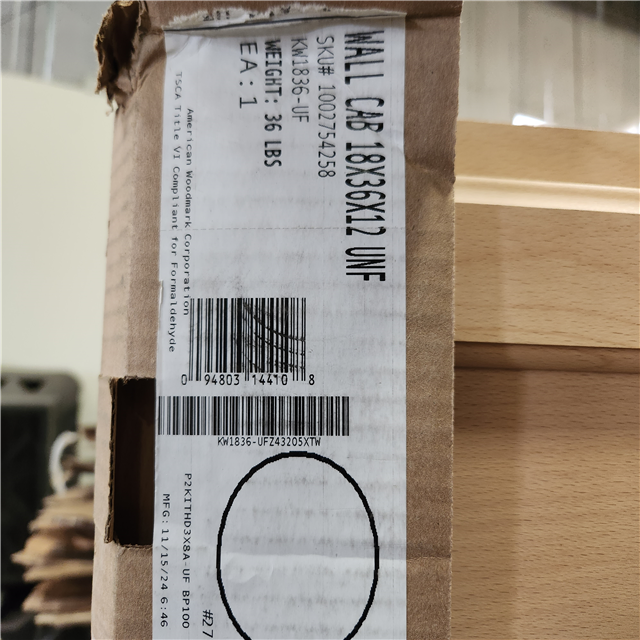 WALL CAB 18X36X12 UNF
SKU# 1002754258
KW1836-UF
WEIGHT: 36 LBS
EA: 1
American Woodmark Corporation
TSCA Title VI Compliant for Formaldehyde
0 94803 14410 8
KW1836-UFZ43205XTW
P2KITHD3X8A-UF BP100
MFG: 11/15/24 6:46
#27